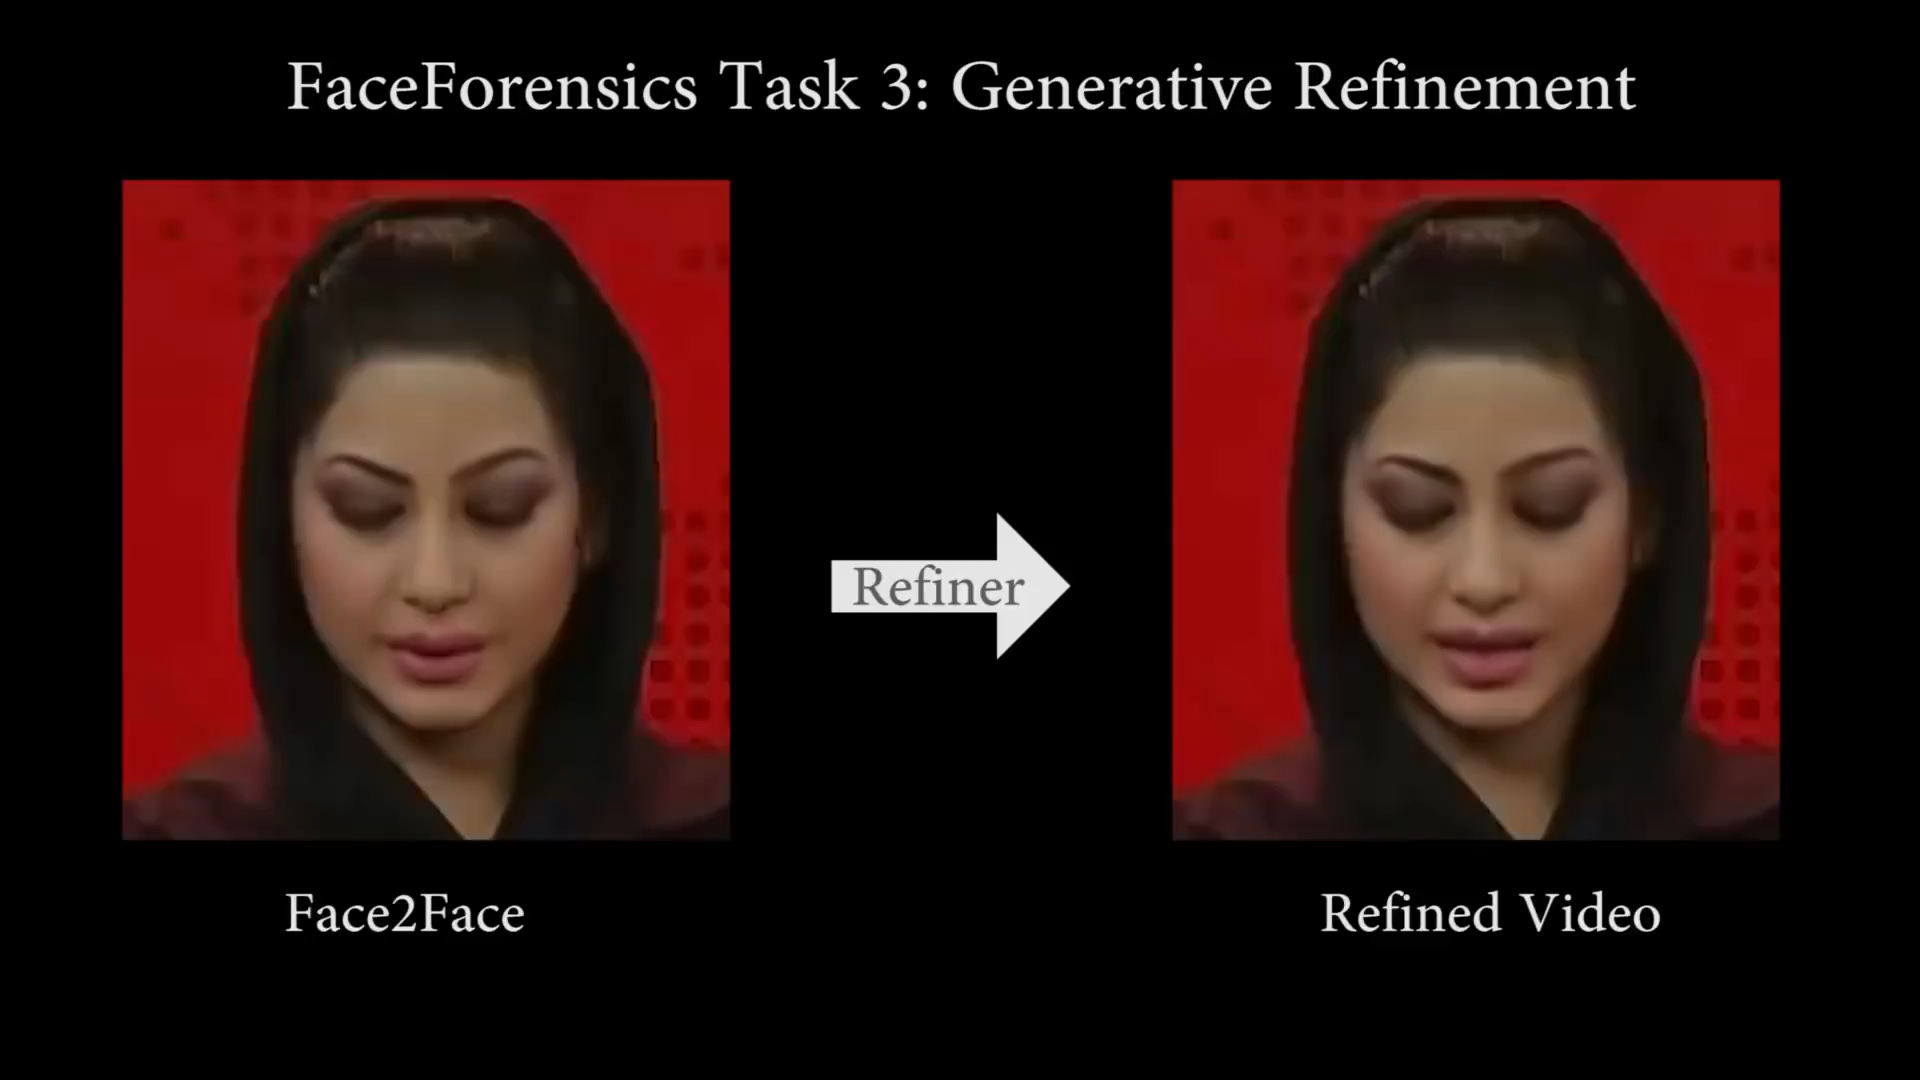 FaceForensics Task 3: Generative Refinement
Refiner
Face2Face
Refined Video